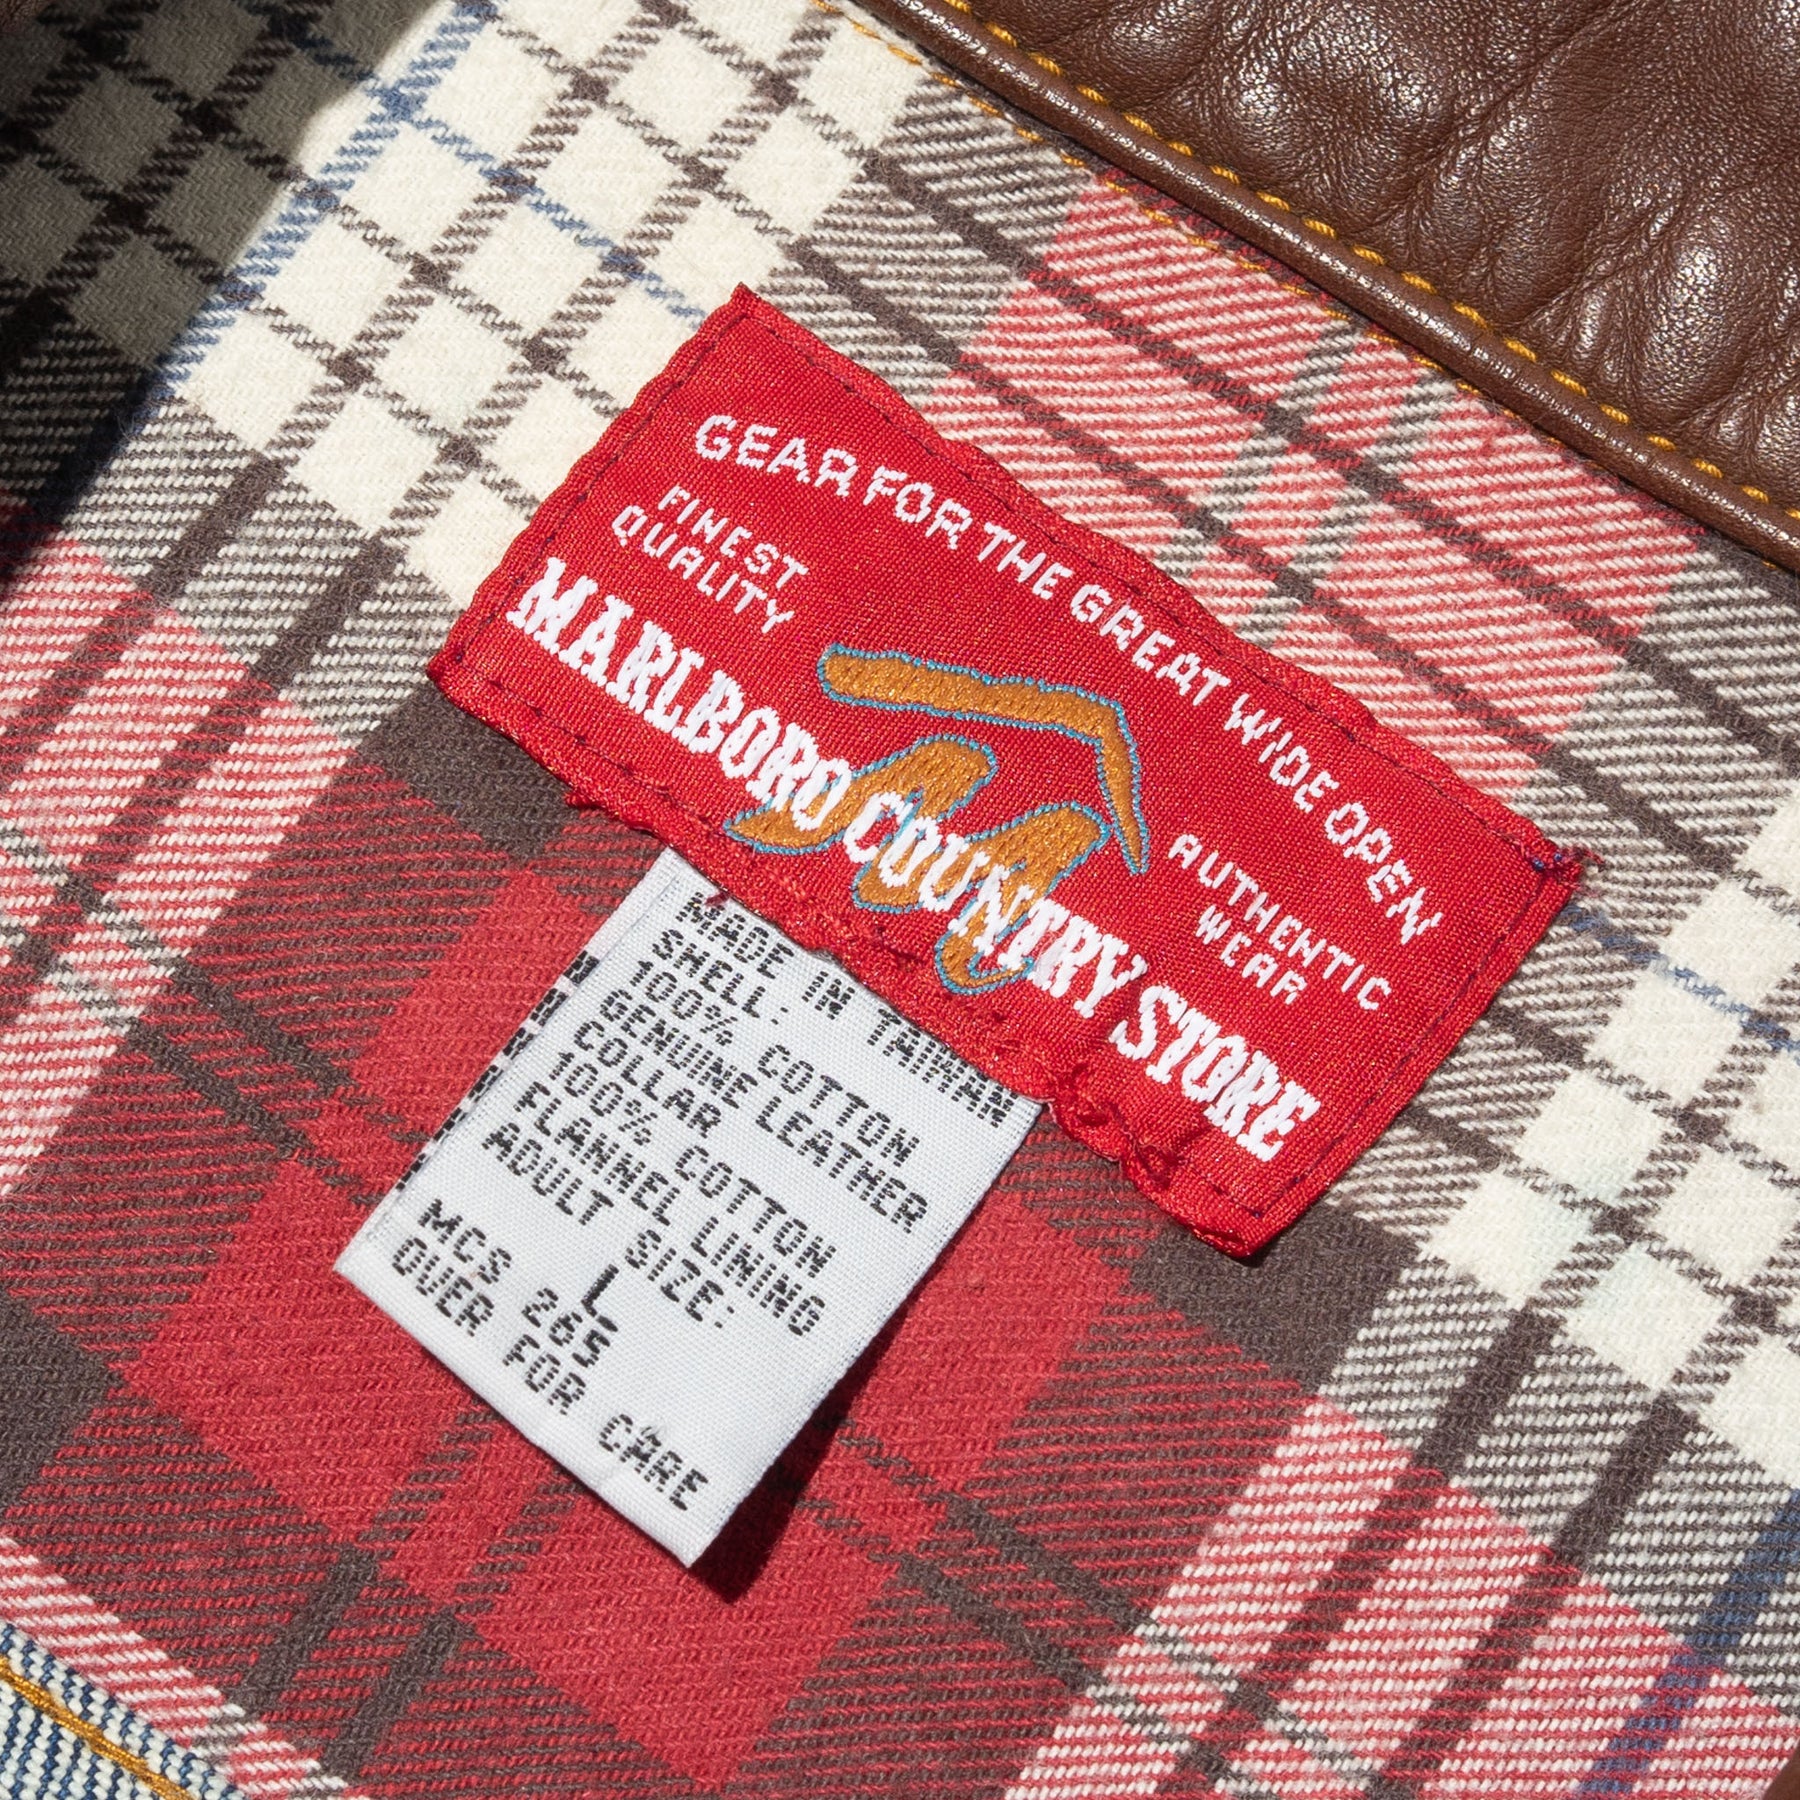 GEAR FOR THE GREAT WIDE OPEN
FINEST
QUALITY
MARLBORO COUNTRY STORE
AUTHENTIC
WEAR
MADE IN TAIWAN
SHELL:
100% COTTON
GENUINE LEATHER
COLLAR
100% COTTON
FLANNEL LINING
ADULT SIZE:
L
MCS 265
OVER FOR CARE